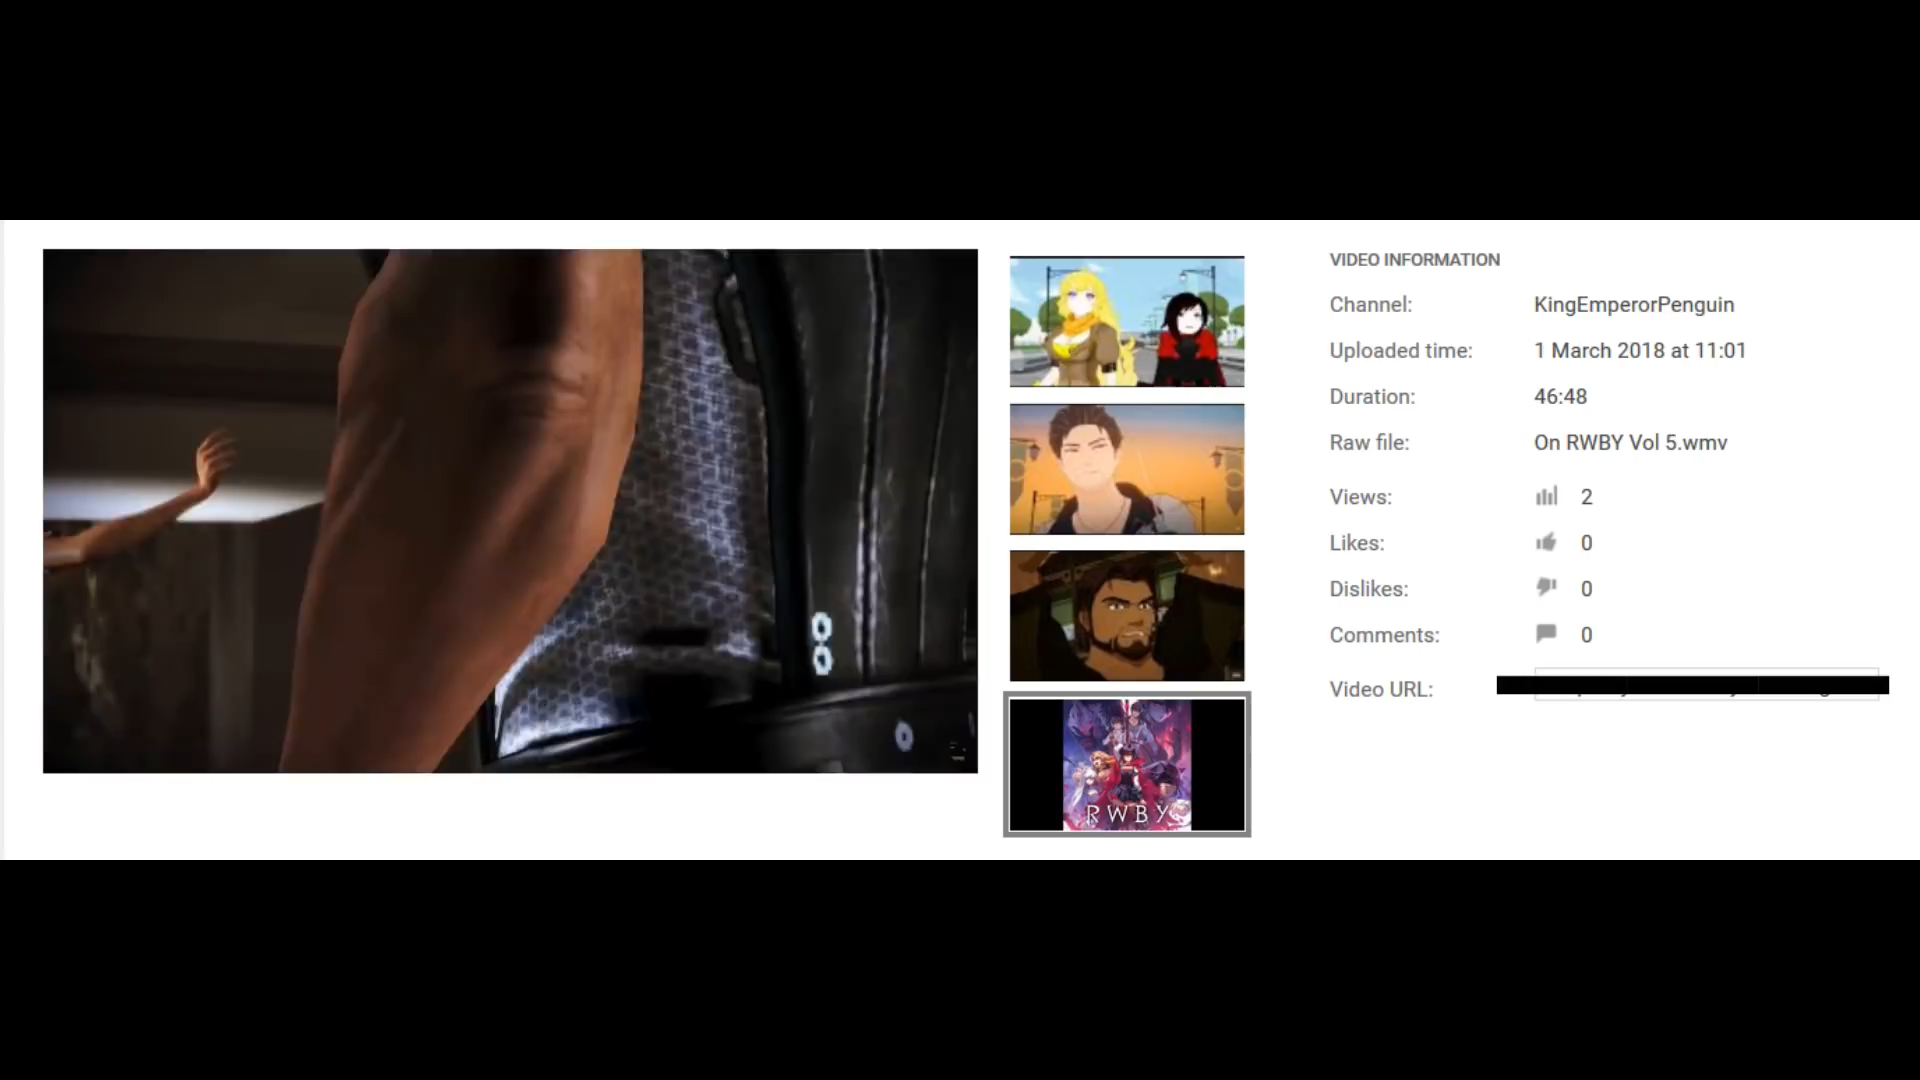 VIDEO INFORMATION
Channel: KingEmperorPenguin
Uploaded time: 1 March 2018 at 11:01
Duration: 46:48
Raw file: On RWBY Vol 5.wmv
Views: 2
Likes: 0
Dislikes: 0
Comments: 0
Video URL:
RWBY